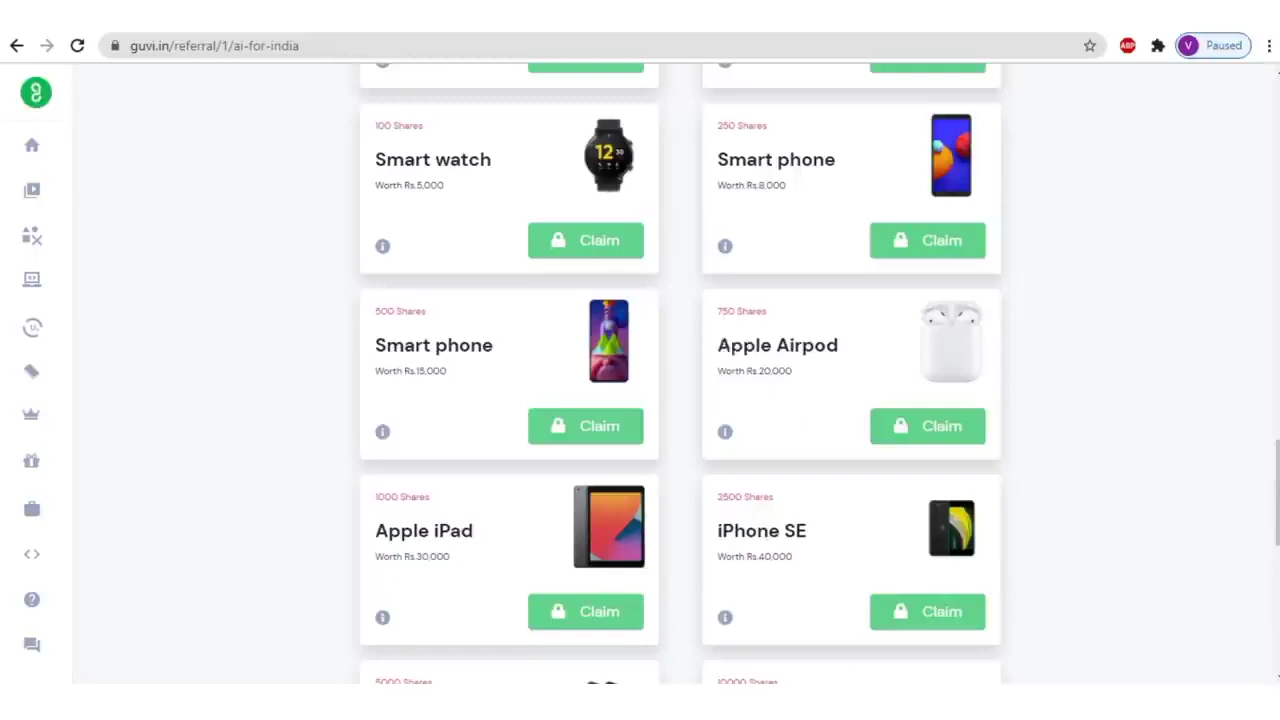 guvi.in/referral/1/ai-for-india
ABP
V
Paused
100 Shares
Smart watch
Worth Rs.5,000
12 30
Claim
250 Shares
Smart phone
Worth Rs.8,000
Claim
500 Shares
Smart phone
Worth Rs.15,000
Claim
750 Shares
Apple Airpod
Worth Rs.20,000
Claim
1000 Shares
Apple iPad
Worth Rs.30,000
Claim
2500 Shares
iPhone SE
Worth Rs.40,000
Claim
5000 Shares
10000 Shares